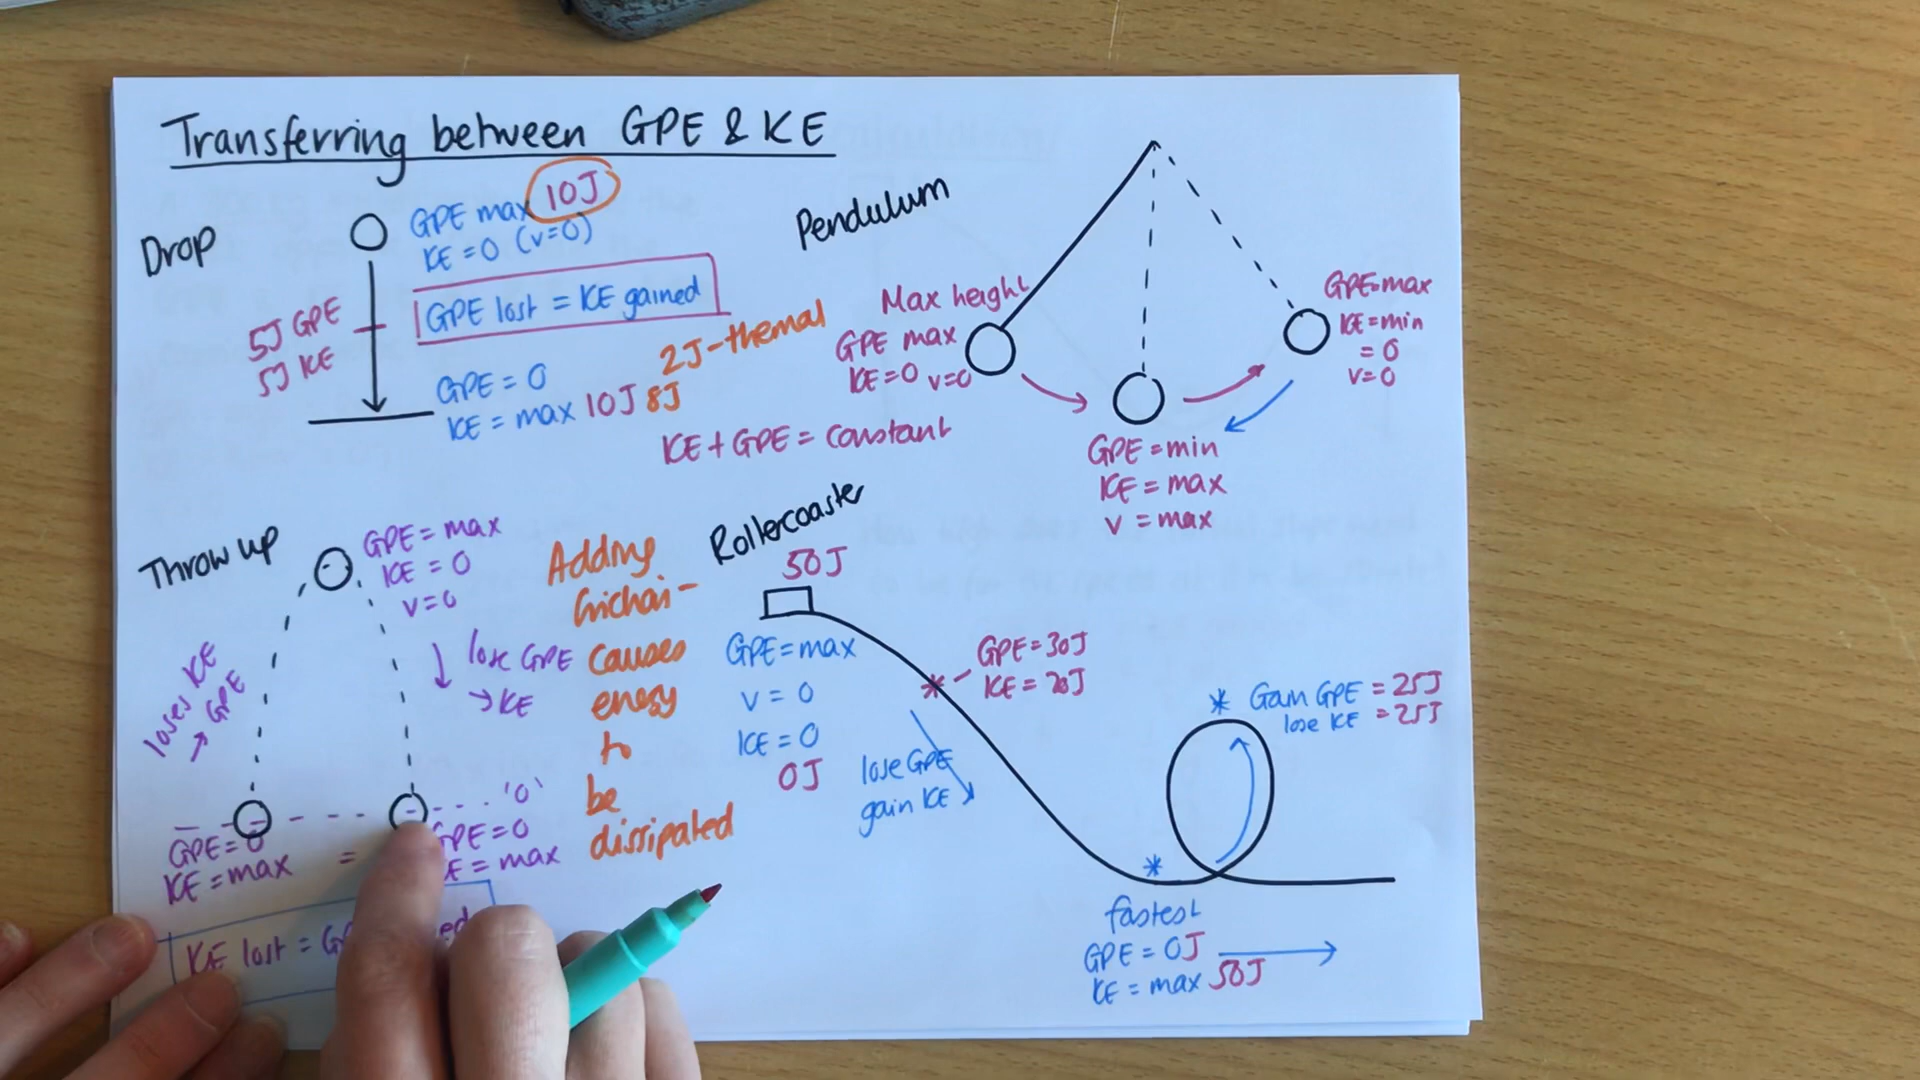 Transferring between GPE & KE
Drop
GPE max 10J
KE = 0 (v=0)
GPE lost = KE gained
5J GPE
5J KE
2J-themal
GPE = 0
KE = max 10J 8J
KE + GPE = constant
Pendulum
Max height
GPE max
KE=0 v=0
GPE=max
KE=min
= 0
v=0
GPE =min
KE = max
v = max
Throw up
GPE = max
KE = 0
v=0
loses KE
→ GPE
lose GPE
→ KE
'0'
GPE= 0
KE =max
=
GPE=0
KE = max
KE lost =
Adding
friction -
causes
energy
to
be
dissipated
Rollercoaster
50J
GPE=max
v = 0
KE = 0
0J
GPE=30J
KE = 20J
lose GPE
gain KE
* Gain GPE = 25J
lose KE = 25J
fastest
GPE = 0J
KE = max 50J